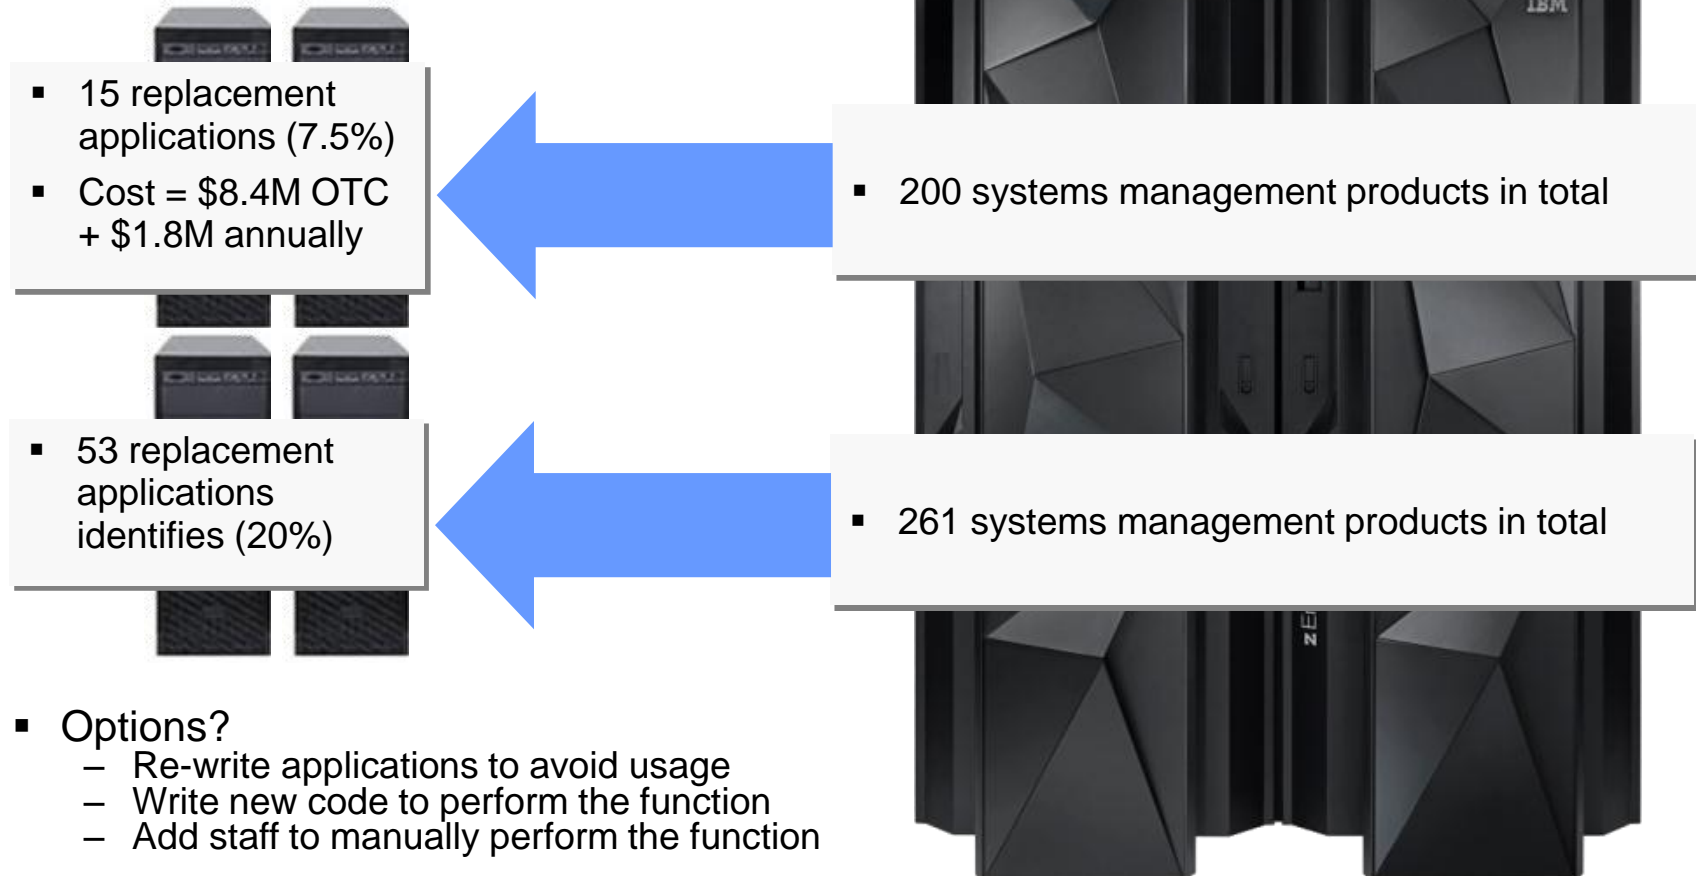 IBM
▪ 15 replacement
applications (7.5%)
▪ Cost = $8.4M OTC
+ $1.8M annually
▪ 200 systems management products in total
▪ 53 replacement
applications
identifies (20%)
▪ 261 systems management products in total
▪ Options?
– Re-write applications to avoid usage
– Write new code to perform the function
– Add staff to manually perform the function